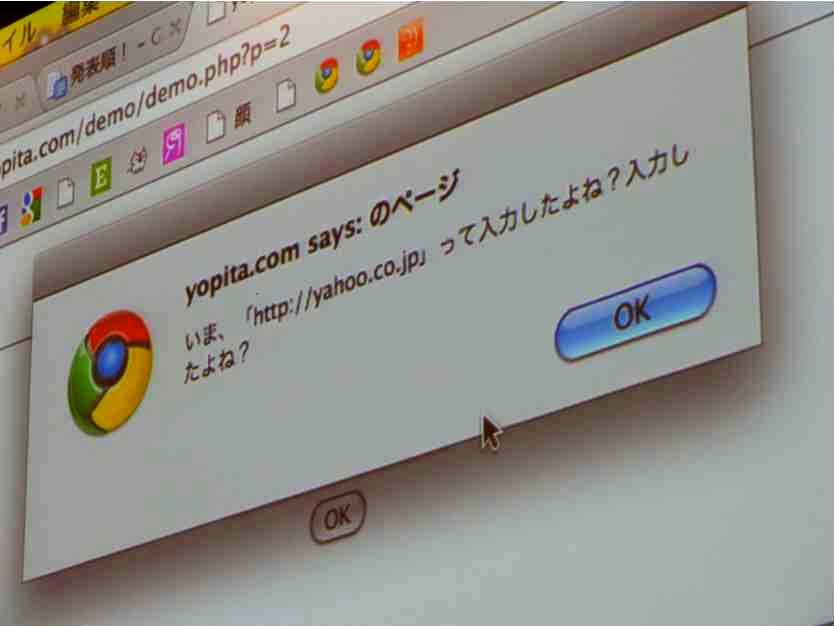 イル 編集
発表順！ - C
opita.com/demo/demo.php?p=2
E
顔
yopita.com says: のページ
いま、「http://yahoo.co.jp」って入力したよね？入力し
たよね？
OK
OK